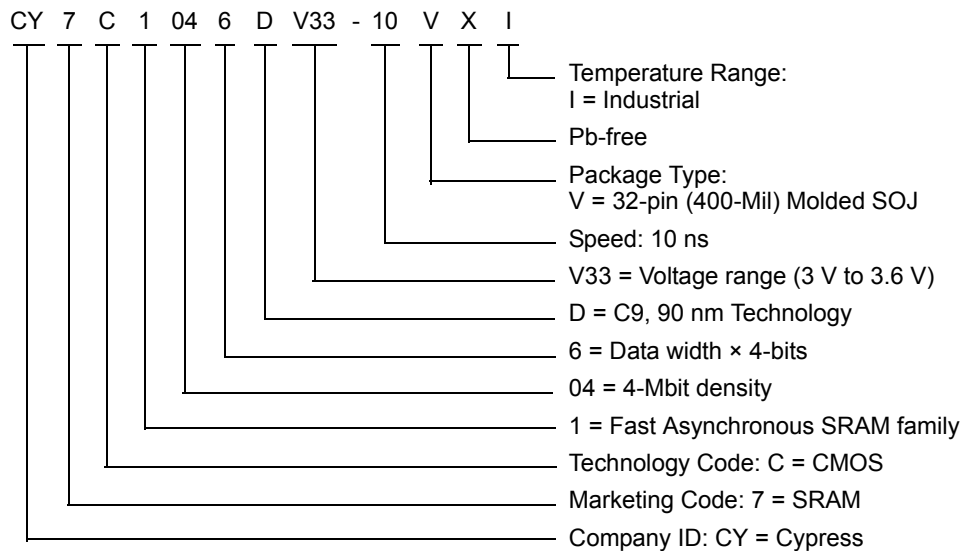 CY 7 C 1 04 6 D V33 - 10 V X I
Temperature Range:
I = Industrial
Pb-free
Package Type:
V = 32-pin (400-Mil) Molded SOJ
Speed: 10 ns
V33 = Voltage range (3 V to 3.6 V)
D = C9, 90 nm Technology
6 = Data width × 4-bits
04 = 4-Mbit density
1 = Fast Asynchronous SRAM family
Technology Code: C = CMOS
Marketing Code: 7 = SRAM
Company ID: CY = Cypress